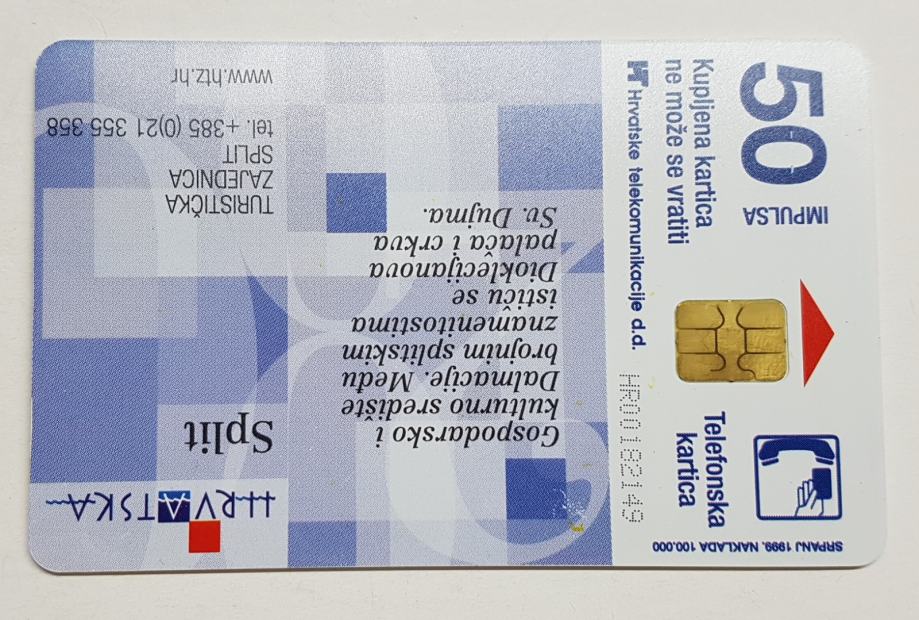 HRVATSKA
Split
Gospodarsko i
kulturno središte
Dalmacije. Među
brojnim splitskim
znamenitostima
ističu se
Dioklecijanova
palača i crkva
Sv. Dujma.
TURISTIČKA
ZAJEDNICA
SPLIT
tel. +385 (0)21 355 358
www.htz.hr
SRPANJ 1999. NAKLADA 100.000
Telefonska
kartica
50
IMPULSA
Kupljena kartica
ne može se vratiti
HT Hrvatske telekomunikacije d.d.
HR00182149